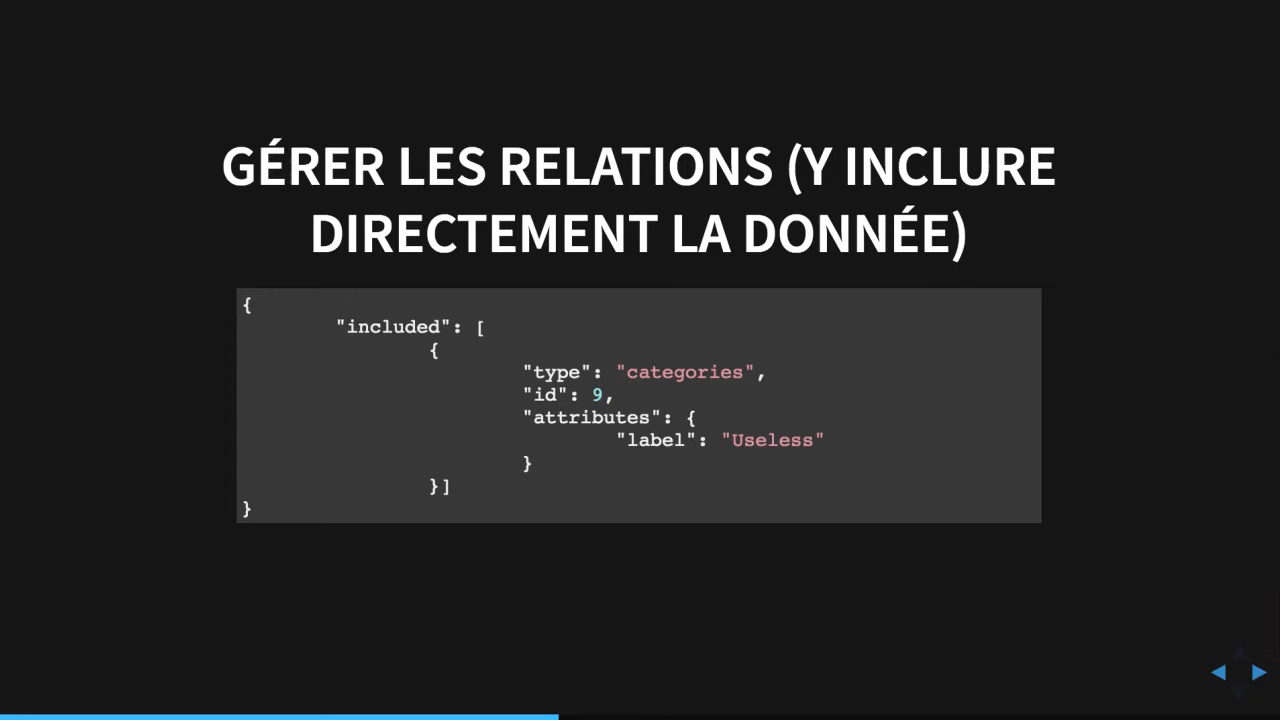 GÉRER LES RELATIONS (Y INCLURE
DIRECTEMENT LA DONNÉE)
{
"included": [
{
"type": "categories",
"id": 9,
"attributes": {
"label": "Useless"
}
}]
}